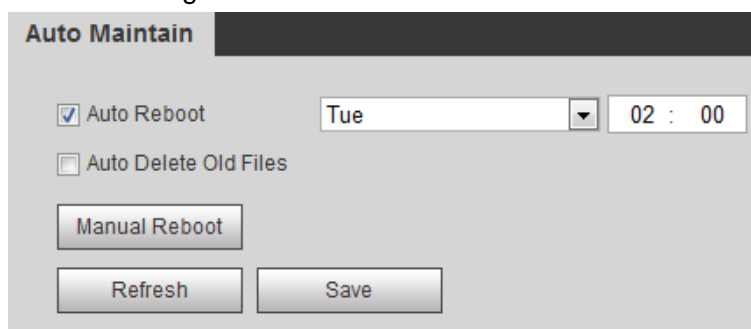 Auto Maintain
Auto Reboot Tue 02 : 00
Auto Delete Old Files
Manual Reboot
Refresh Save